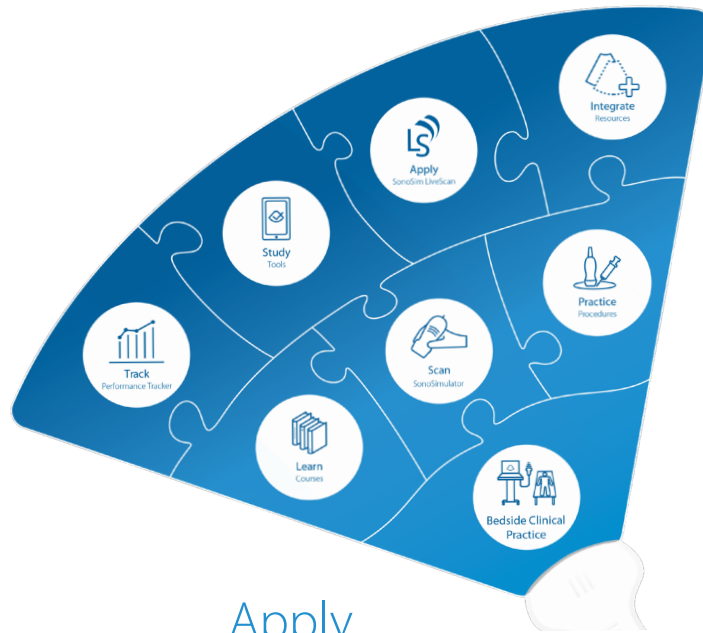 Integrate
Resources
LS
Apply
SonoSim LiveScan
Study
Tools
Practice
Procedures
Track
Performance Tracker
Scan
SonoSimulator
Learn
Courses
Bedside Clinical
Practice
Apply